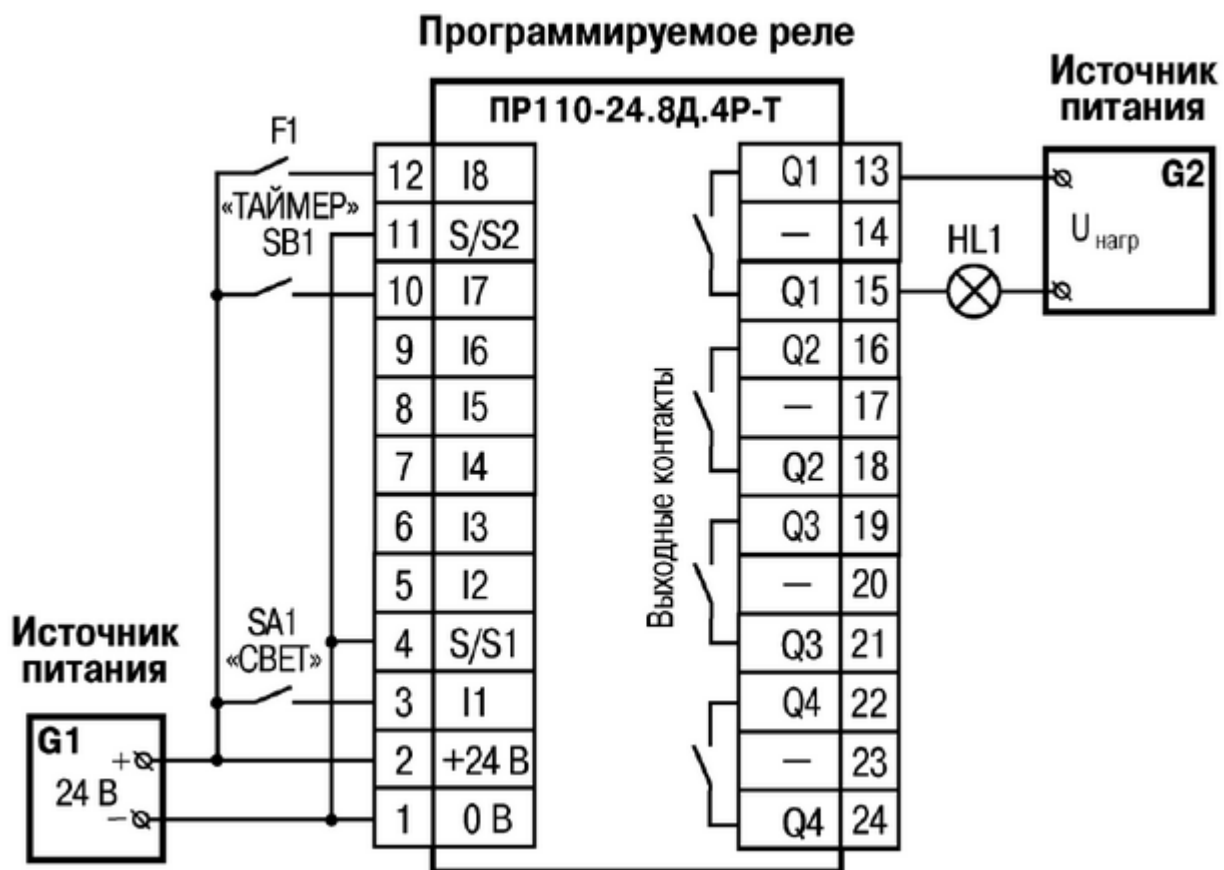 Программируемое реле
ПР110-24.8Д.4Р-Т
F1
«ТАЙМЕР»
SB1
12 I8
11 S/S2
10 I7
9 I6
8 I5
7 I4
6 I3
5 I2
4 S/S1
3 I1
2 +24 В
1 0 В
SA1
«СВЕТ»
Источник
питания
G1
+
24 В
−
Выходные контакты
Q1 13
— 14
Q1 15
Q2 16
— 17
Q2 18
Q3 19
— 20
Q3 21
Q4 22
— 23
Q4 24
HL1
Источник
питания
G2
U нагр